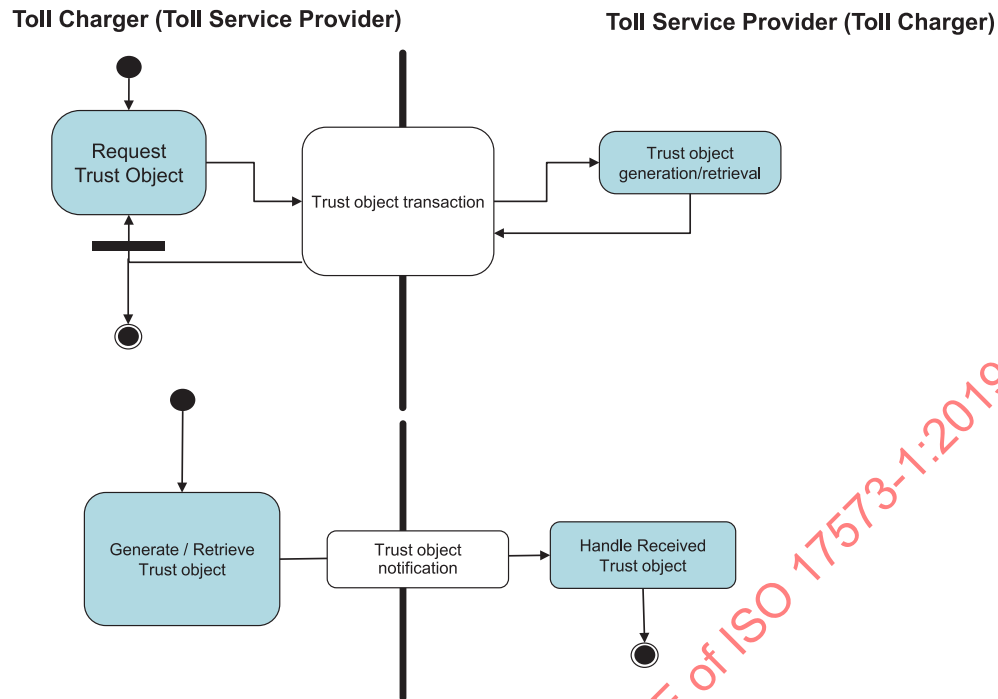 Toll Charger (Toll Service Provider)
Toll Service Provider (Toll Charger)
Request
Trust Object
Trust object transaction
Trust object
generation/retrieval
Generate / Retrieve
Trust object
Trust object
notification
Handle Received
Trust object
of ISO 17573-1:2019